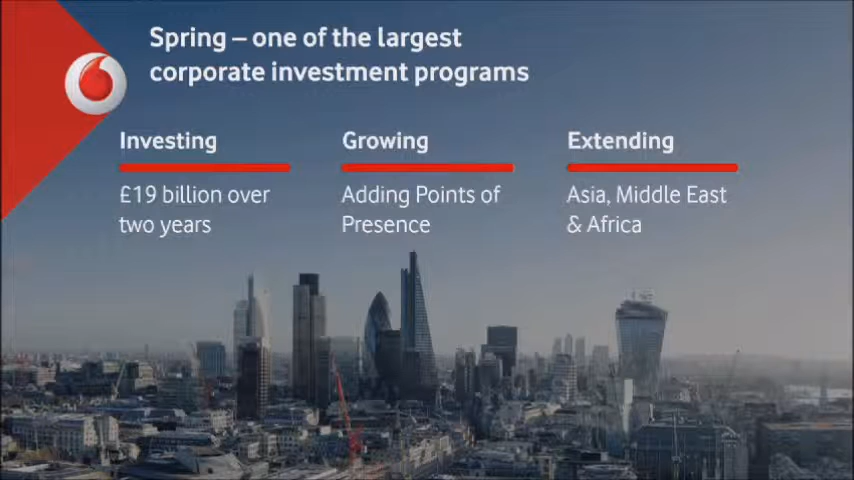 Spring – one of the largest
corporate investment programs
Investing
£19 billion over
two years
Growing
Adding Points of
Presence
Extending
Asia, Middle East
& Africa